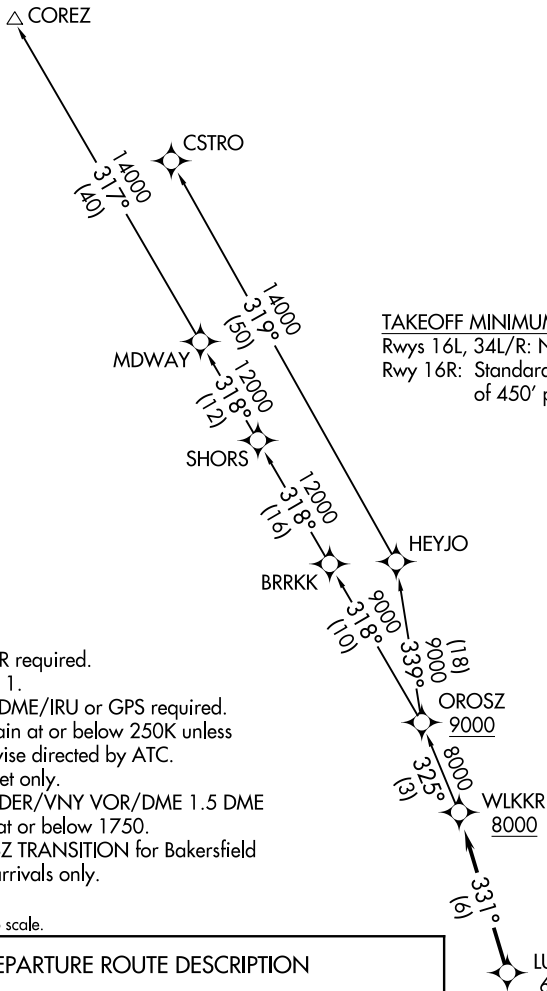 COREZ
CSTRO
14000
317°
(40)
14000
319°
(50)
TAKEOFF MINIMUM
Rwys 16L, 34L/R: N
Rwy 16R: Standard
of 450' p
MDWAY
12000
318°
(12)
SHORS
12000
318°
(16)
HEYJO
BRRKK
9000
318°
(10)
(18)
9000
339°
R required.
1.
DME/IRU or GPS required.
ain at or below 250K unless
wise directed by ATC.
et only.
DER/VNY VOR/DME 1.5 DME
at or below 1750.
Z TRANSITION for Bakersfield
rrivals only.
OROSZ
9000
8000
325°
(3)
WLKKR
8000
331°
(6)
scale.
EPARTURE ROUTE DESCRIPTION
LU